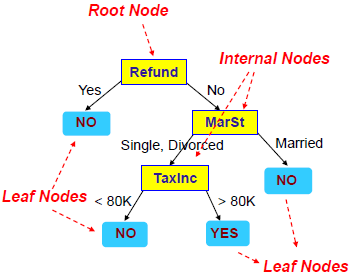 Root Node
Internal Nodes
Refund
Yes
No
NO
MarSt
Single, Divorced
Married
TaxInc
NO
Leaf Nodes
< 80K
> 80K
NO
YES
Leaf Nodes